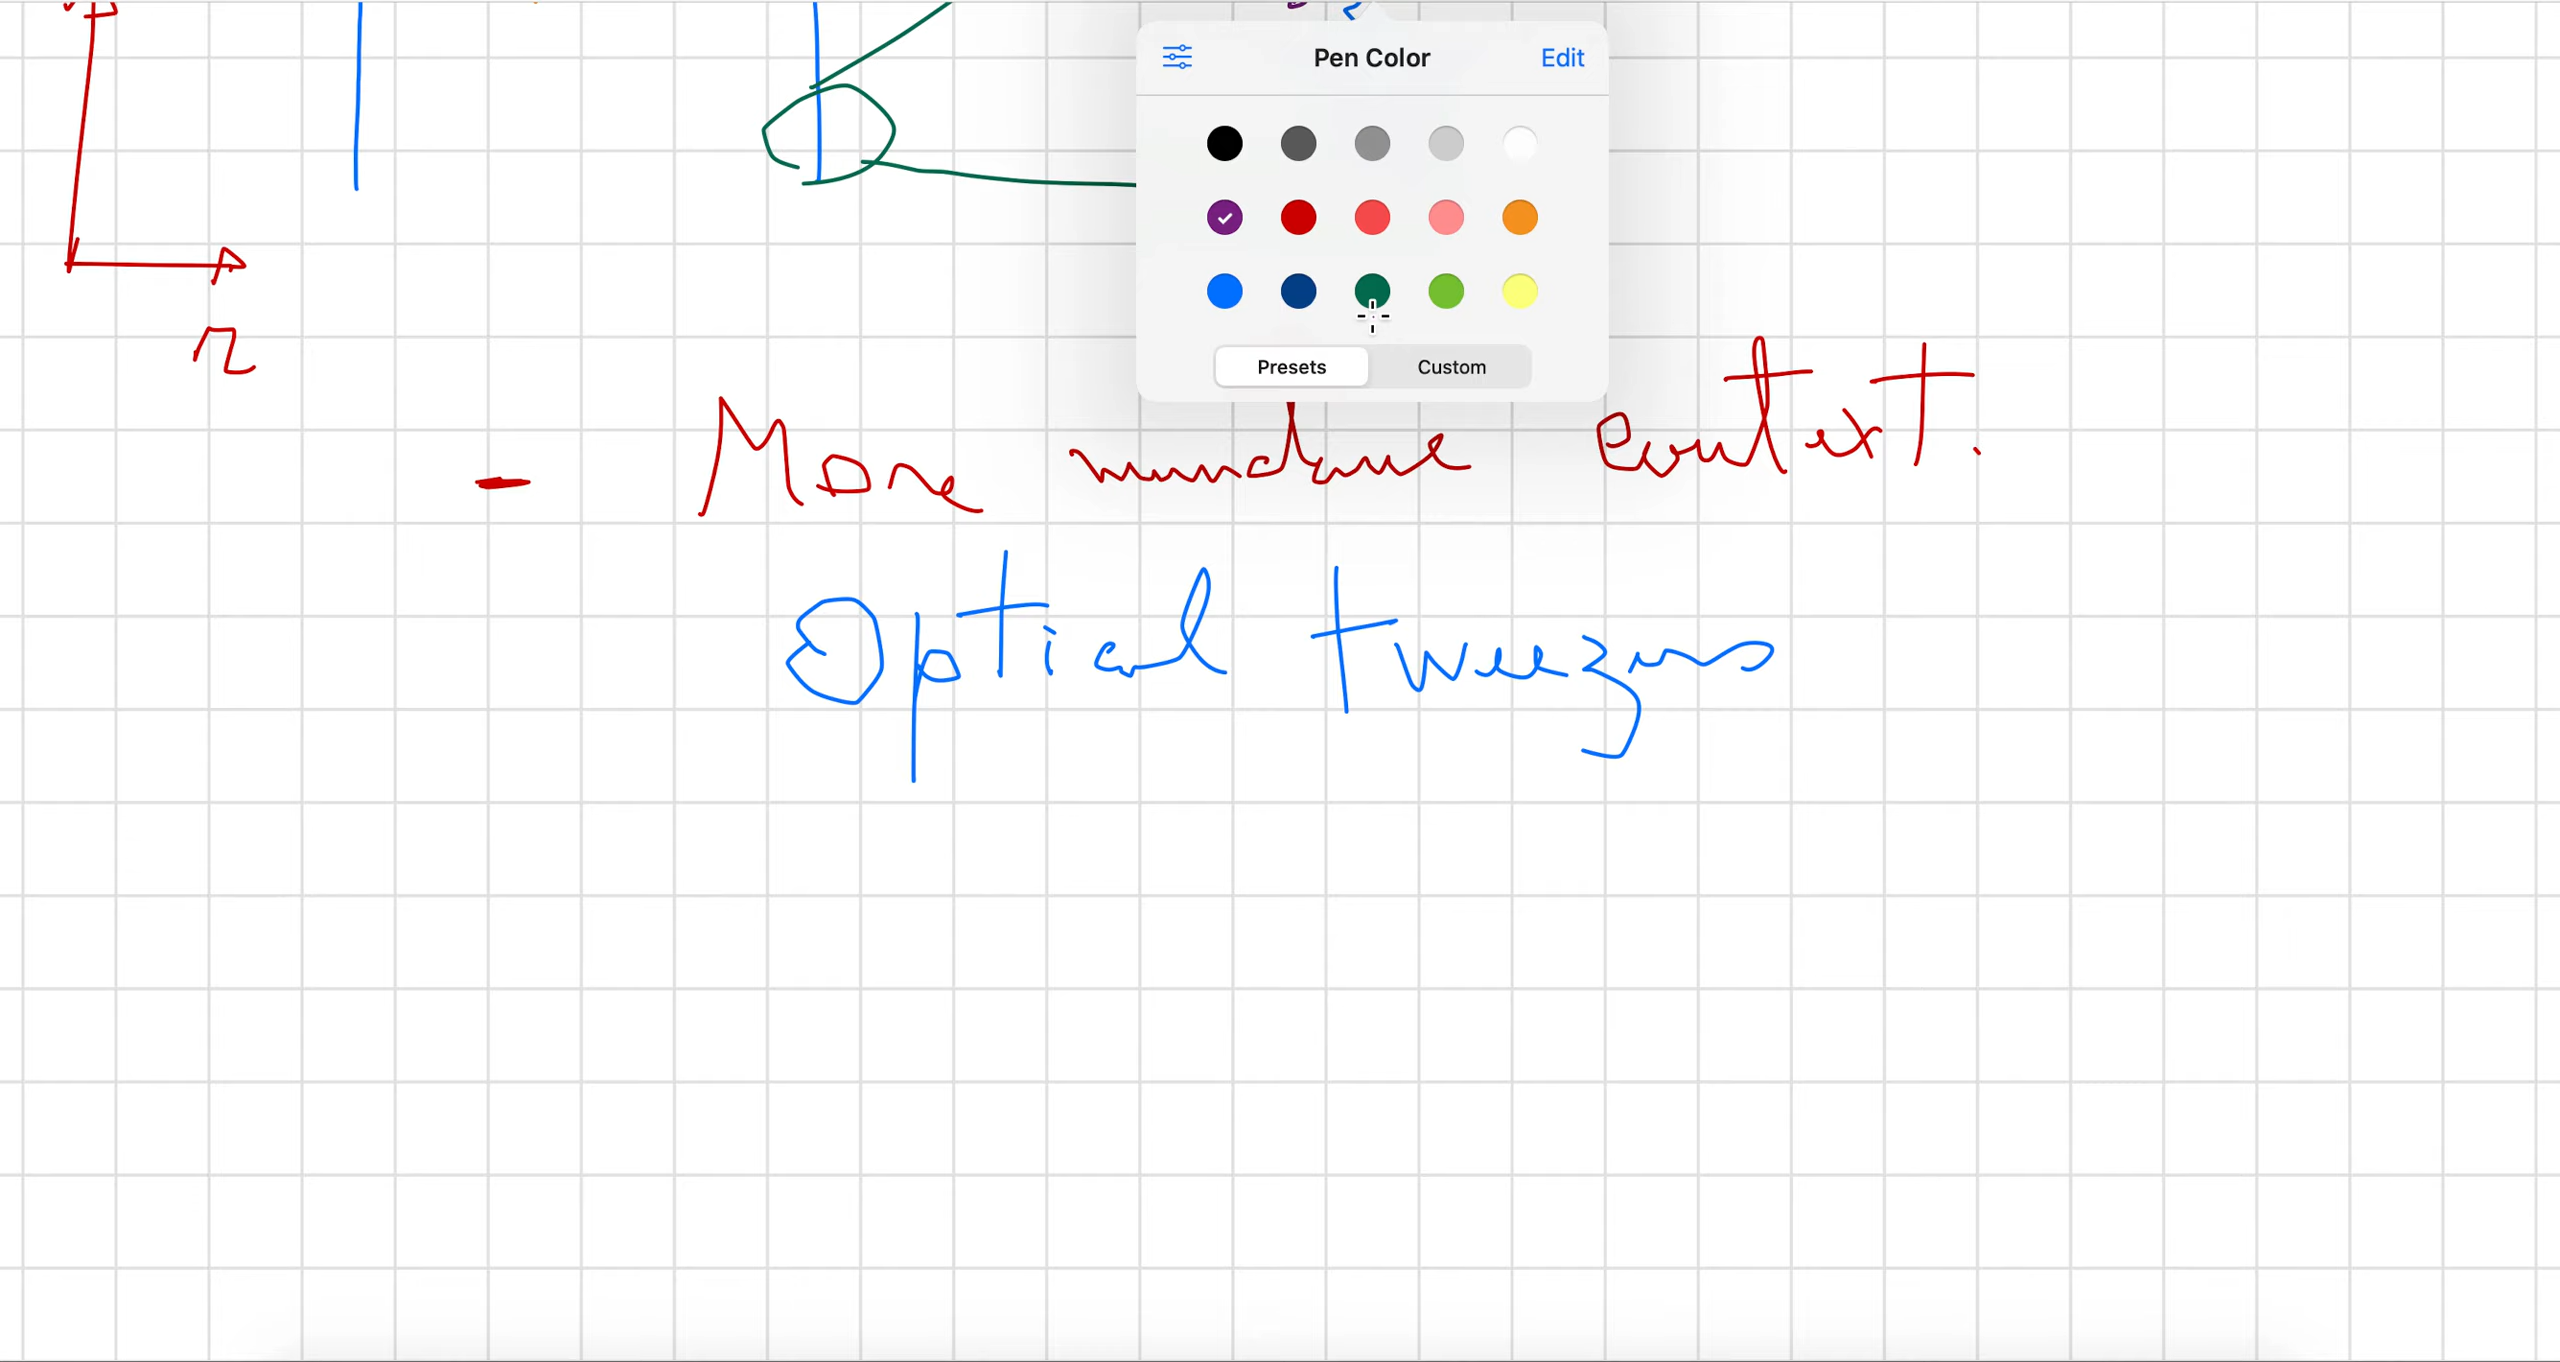 Pen Color Edit
Presets Custom
r
- More mundane context.
Optical tweezers